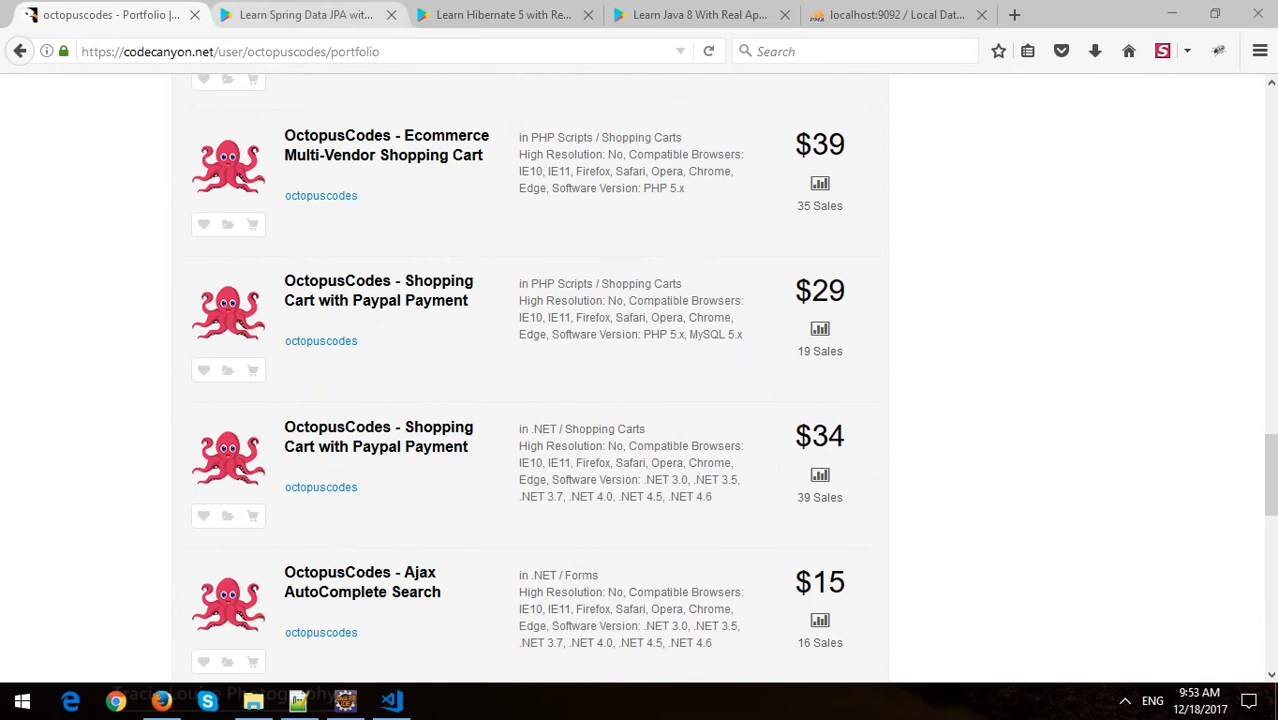 octopuscodes - Portfolio |...
Learn Spring Data JPA wit...
Learn Hibernate 5 with Re...
Learn Java 8 With Real Ap...
localhost:9092 / Local Dat...
https://codecanyon.net/user/octopuscodes/portfolio
Search
OctopusCodes - Ecommerce
Multi-Vendor Shopping Cart
octopuscodes
in PHP Scripts / Shopping Carts
High Resolution: No, Compatible Browsers:
IE10, IE11, Firefox, Safari, Opera, Chrome,
Edge, Software Version: PHP 5.x
$39
35 Sales
OctopusCodes - Shopping
Cart with Paypal Payment
octopuscodes
in PHP Scripts / Shopping Carts
High Resolution: No, Compatible Browsers:
IE10, IE11, Firefox, Safari, Opera, Chrome,
Edge, Software Version: PHP 5.x, MySQL 5.x
$29
19 Sales
OctopusCodes - Shopping
Cart with Paypal Payment
octopuscodes
in .NET / Shopping Carts
High Resolution: No, Compatible Browsers:
IE10, IE11, Firefox, Safari, Opera, Chrome,
Edge, Software Version: .NET 3.0, .NET 3.5,
.NET 3.7, .NET 4.0, .NET 4.5, .NET 4.6
$34
39 Sales
OctopusCodes - Ajax
AutoComplete Search
octopuscodes
in .NET / Forms
High Resolution: No, Compatible Browsers:
IE10, IE11, Firefox, Safari, Opera, Chrome,
Edge, Software Version: .NET 3.0, .NET 3.5,
.NET 3.7, .NET 4.0, .NET 4.5, .NET 4.6
$15
16 Sales
ENG
9:53 AM
12/18/2017